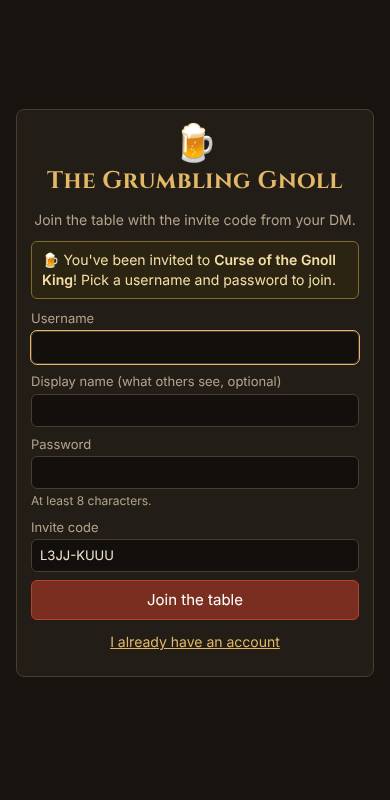 The Grumbling Gnoll
Join the table with the invite code from your DM.
🍺 You've been invited to Curse of the Gnoll
King! Pick a username and password to join.
Username
Display name (what others see, optional)
Password
At least 8 characters.
Invite code
L3JJ-KUUU
Join the table
I already have an account